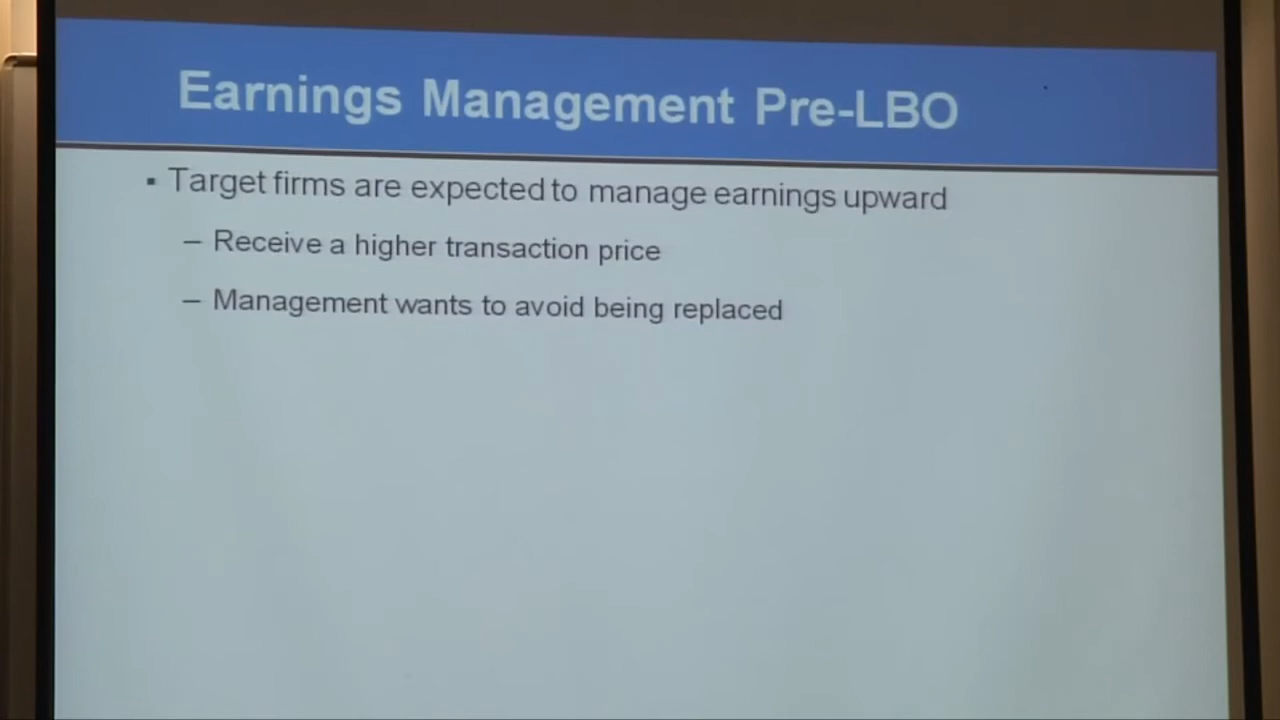 Earnings Management Pre-LBO
▪ Target firms are expected to manage earnings upward
– Receive a higher transaction price
– Management wants to avoid being replaced